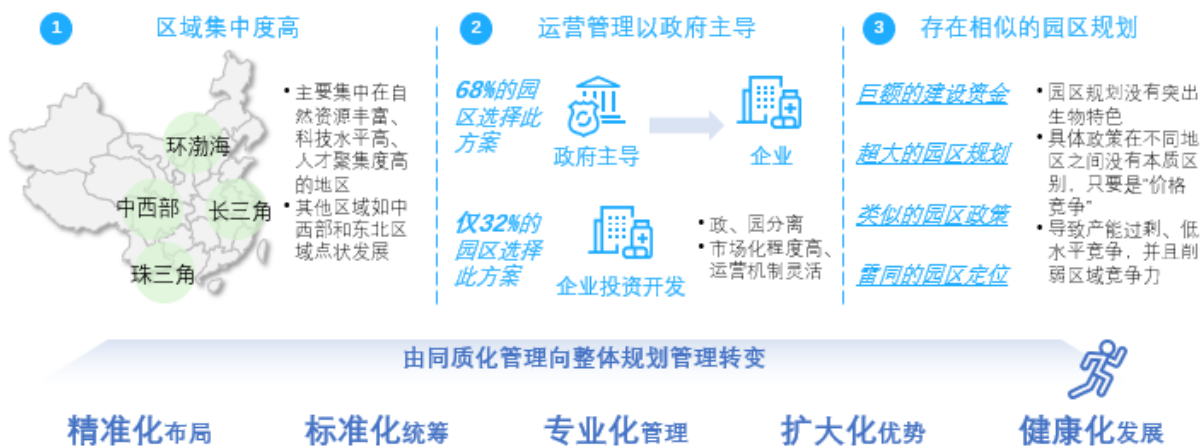 1 区域集中度高
环渤海
中西部
长三角
珠三角
• 主要集中在自
然资源丰富、
科技水平高、
人才聚集度高
的地区
• 其他区域如中
西部和东北区
域点状发展
2 运营管理以政府主导
68%的园
区选择此
方案
政府主导
企业
仅32%的
园区选择
此方案
企业投资开发
• 政、园分离
• 市场化程度高、
运营机制灵活
3 存在相似的园区规划
巨额的建设资金
超大的园区规划
类似的园区政策
雷同的园区定位
• 园区规划没有突出
生物特色
• 具体政策在不同地
区之间没有本质区
别，只要是“价格
竞争”
• 导致产能过剩、低
水平竞争，并且削
弱区域竞争力
由同质化管理向整体规划管理转变
精准化布局
标准化统筹
专业化管理
扩大化优势
健康化发展